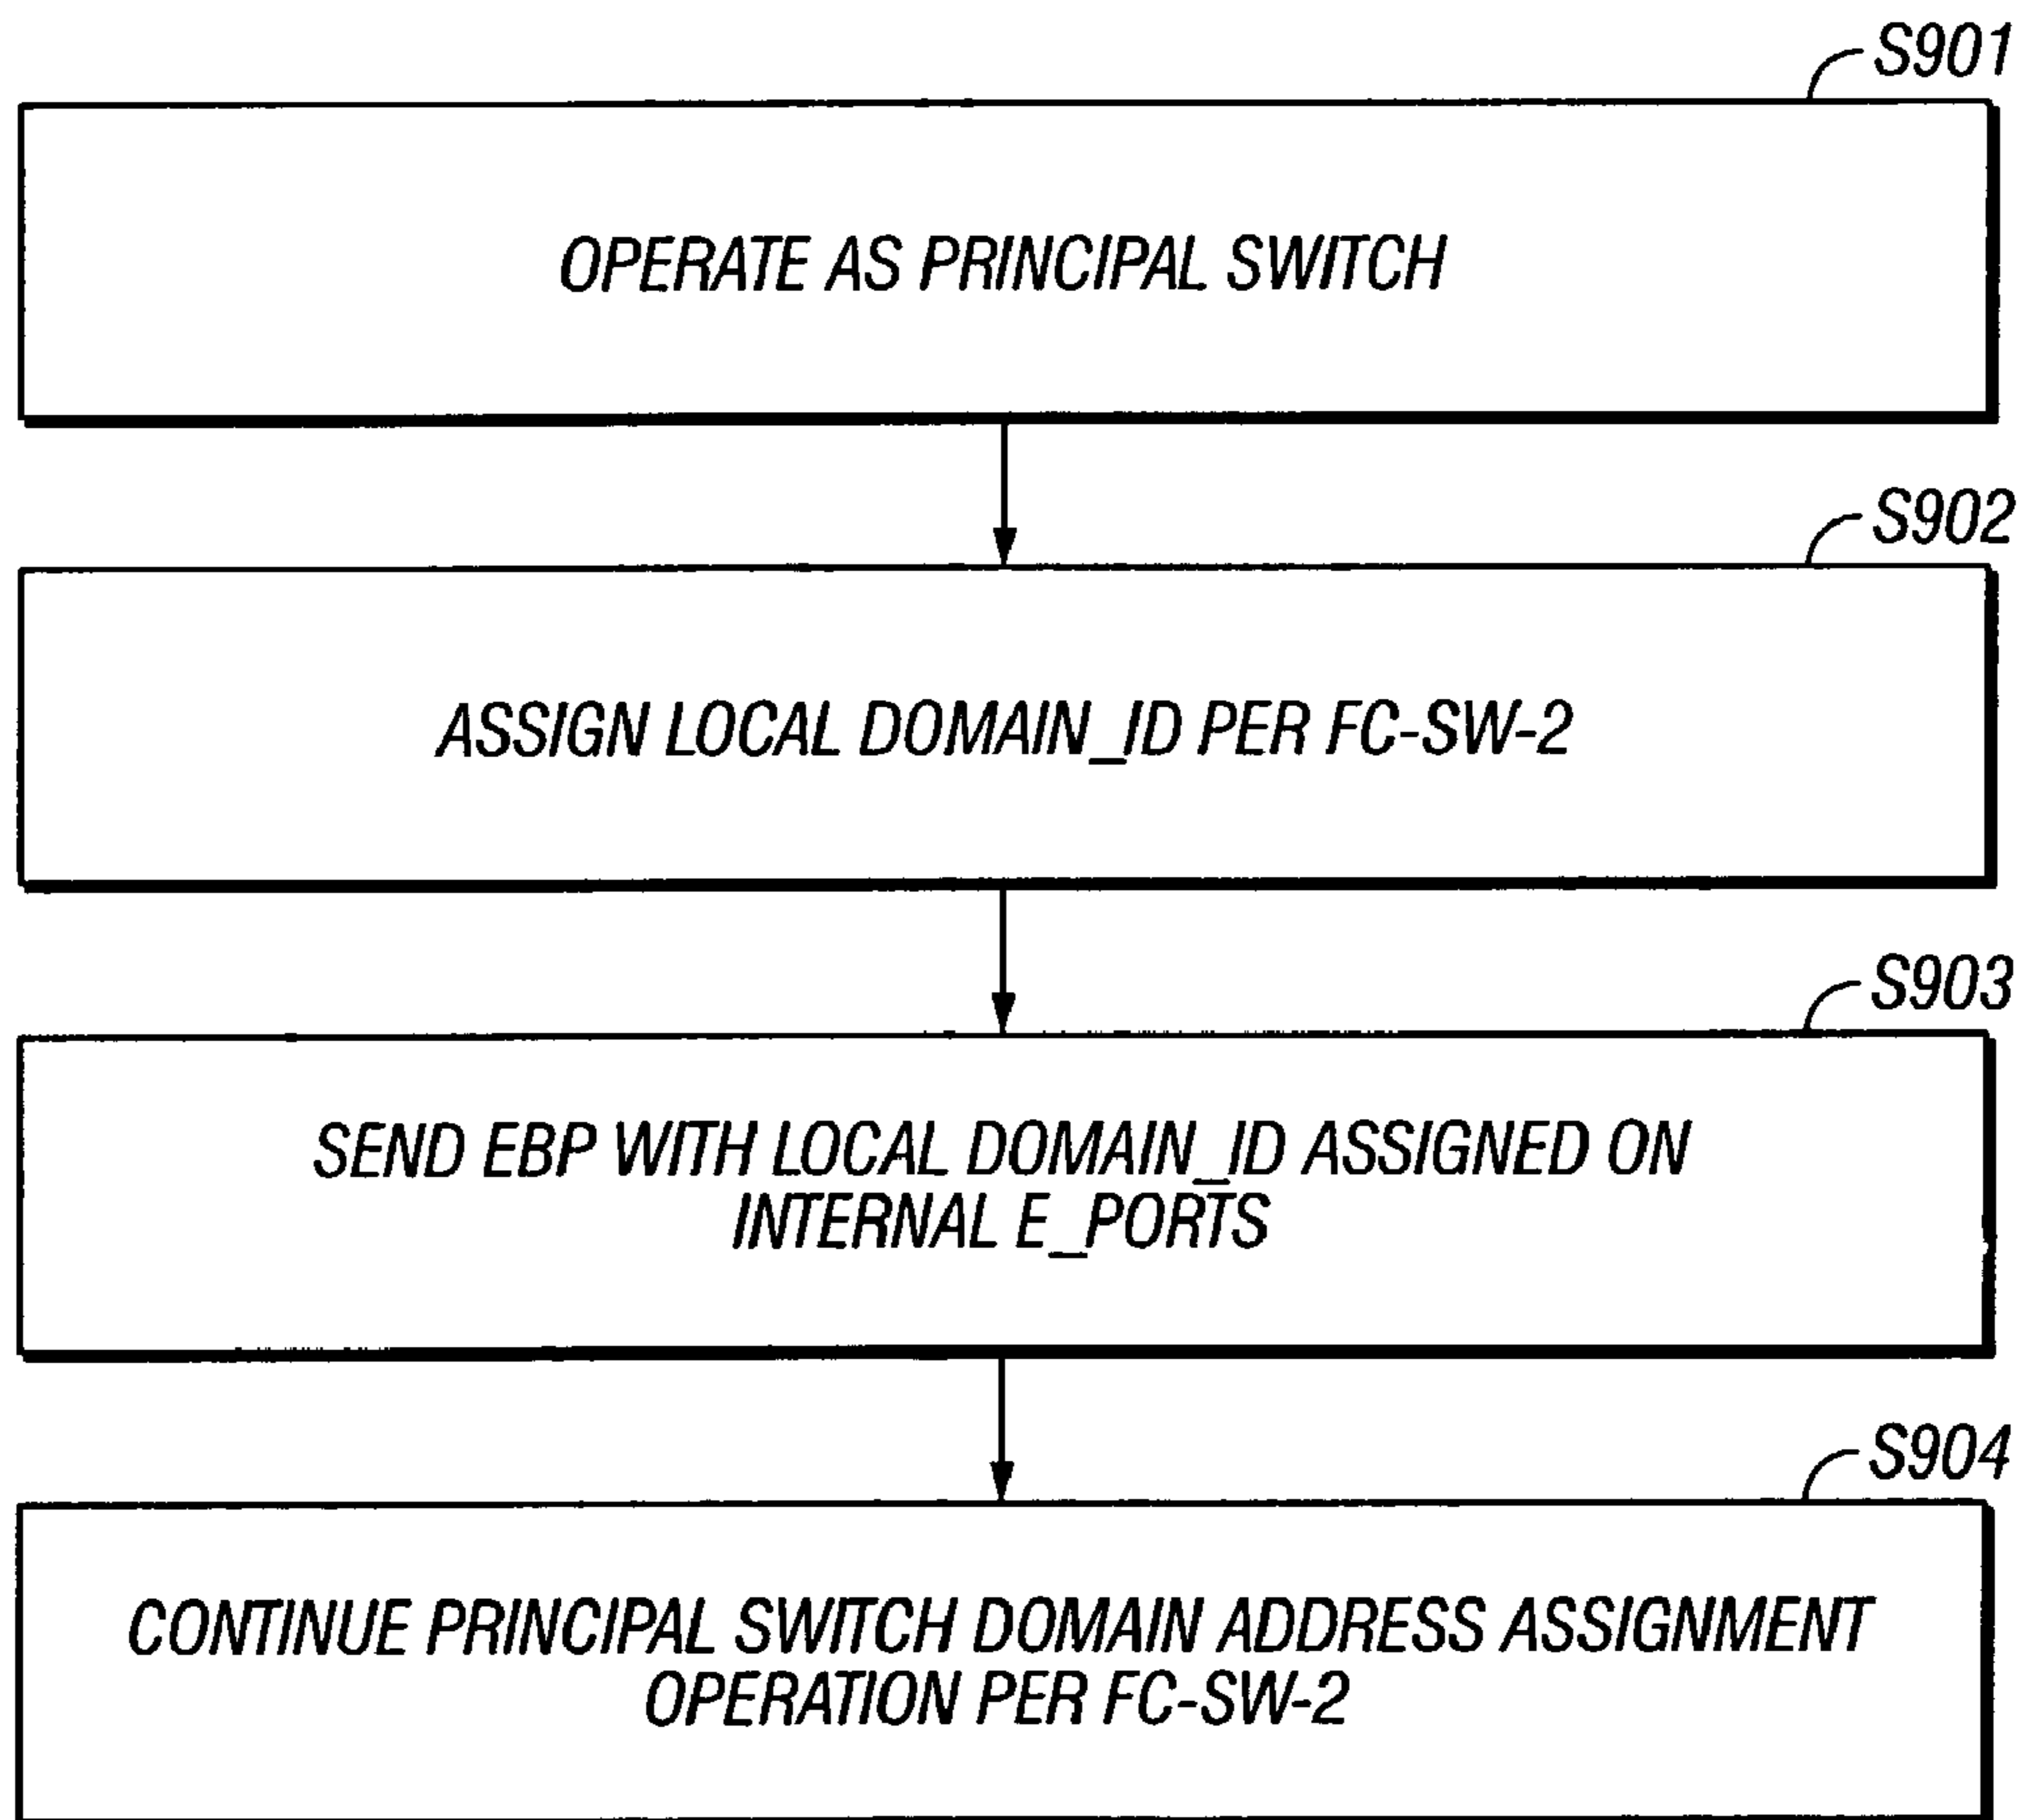 S901
OPERATE AS PRINCIPAL SWITCH
S902
ASSIGN LOCAL DOMAIN_ID PER FC-SW-2
S903
SEND EBP WITH LOCAL DOMAIN_ID ASSIGNED ON
INTERNAL E_PORTS
S904
CONTINUE PRINCIPAL SWITCH DOMAIN ADDRESS ASSIGNMENT
OPERATION PER FC-SW-2